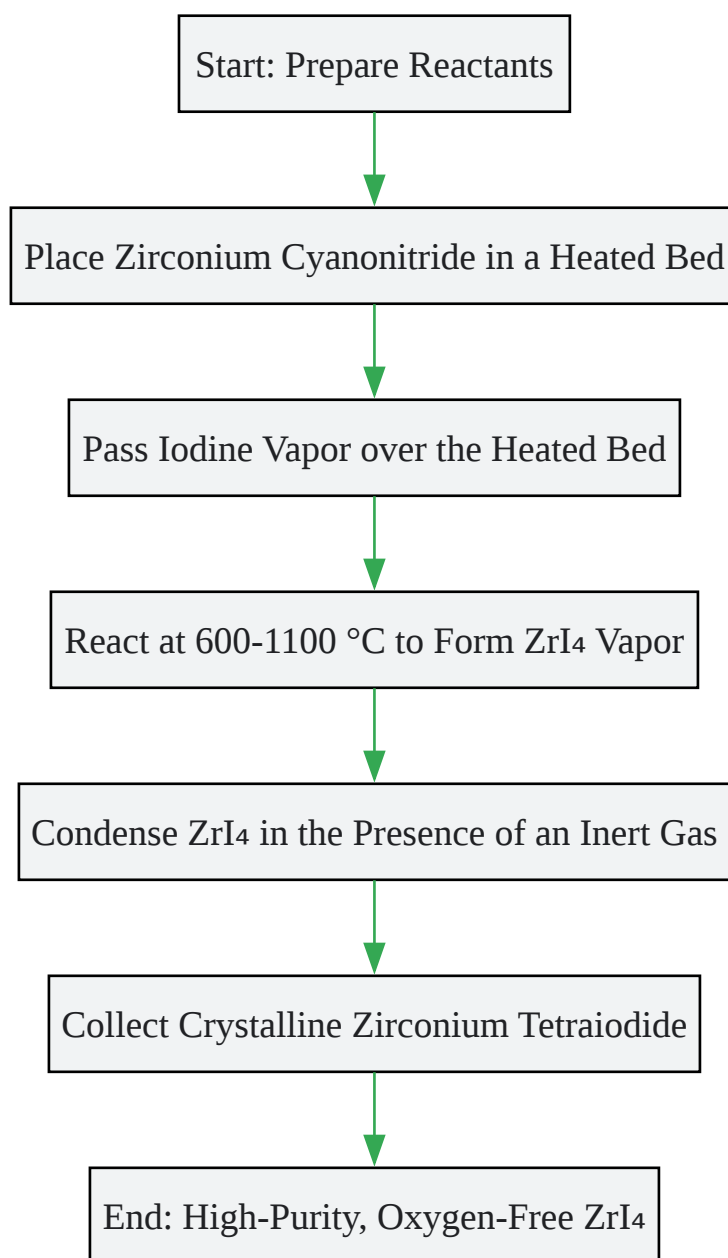 Start: Prepare Reactants
Place Zirconium Cyanonitride in a Heated Bed
Pass Iodine Vapor over the Heated Bed
React at 600-1100 °C to Form ZrI₄ Vapor
Condense ZrI₄ in the Presence of an Inert Gas
Collect Crystalline Zirconium Tetraiodide
End: High-Purity, Oxygen-Free ZrI₄